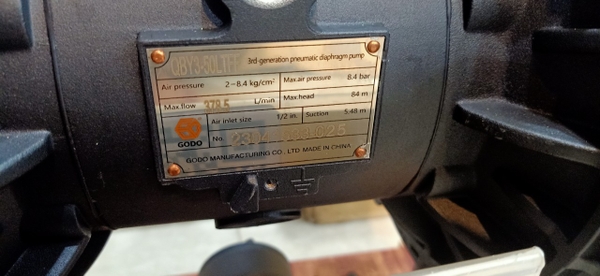 3rd-generation pneumatic diaphragm pump
Air pressure 2-8.4 kg/cm² Max.air pressure 8.4 bar
Max.flow 378.5 L/min Max.head 84 m
Air inlet size 1/2 in. Suction 5.48 m
GODO No.
GODO MANUFACTURING CO., LTD MADE IN CHINA